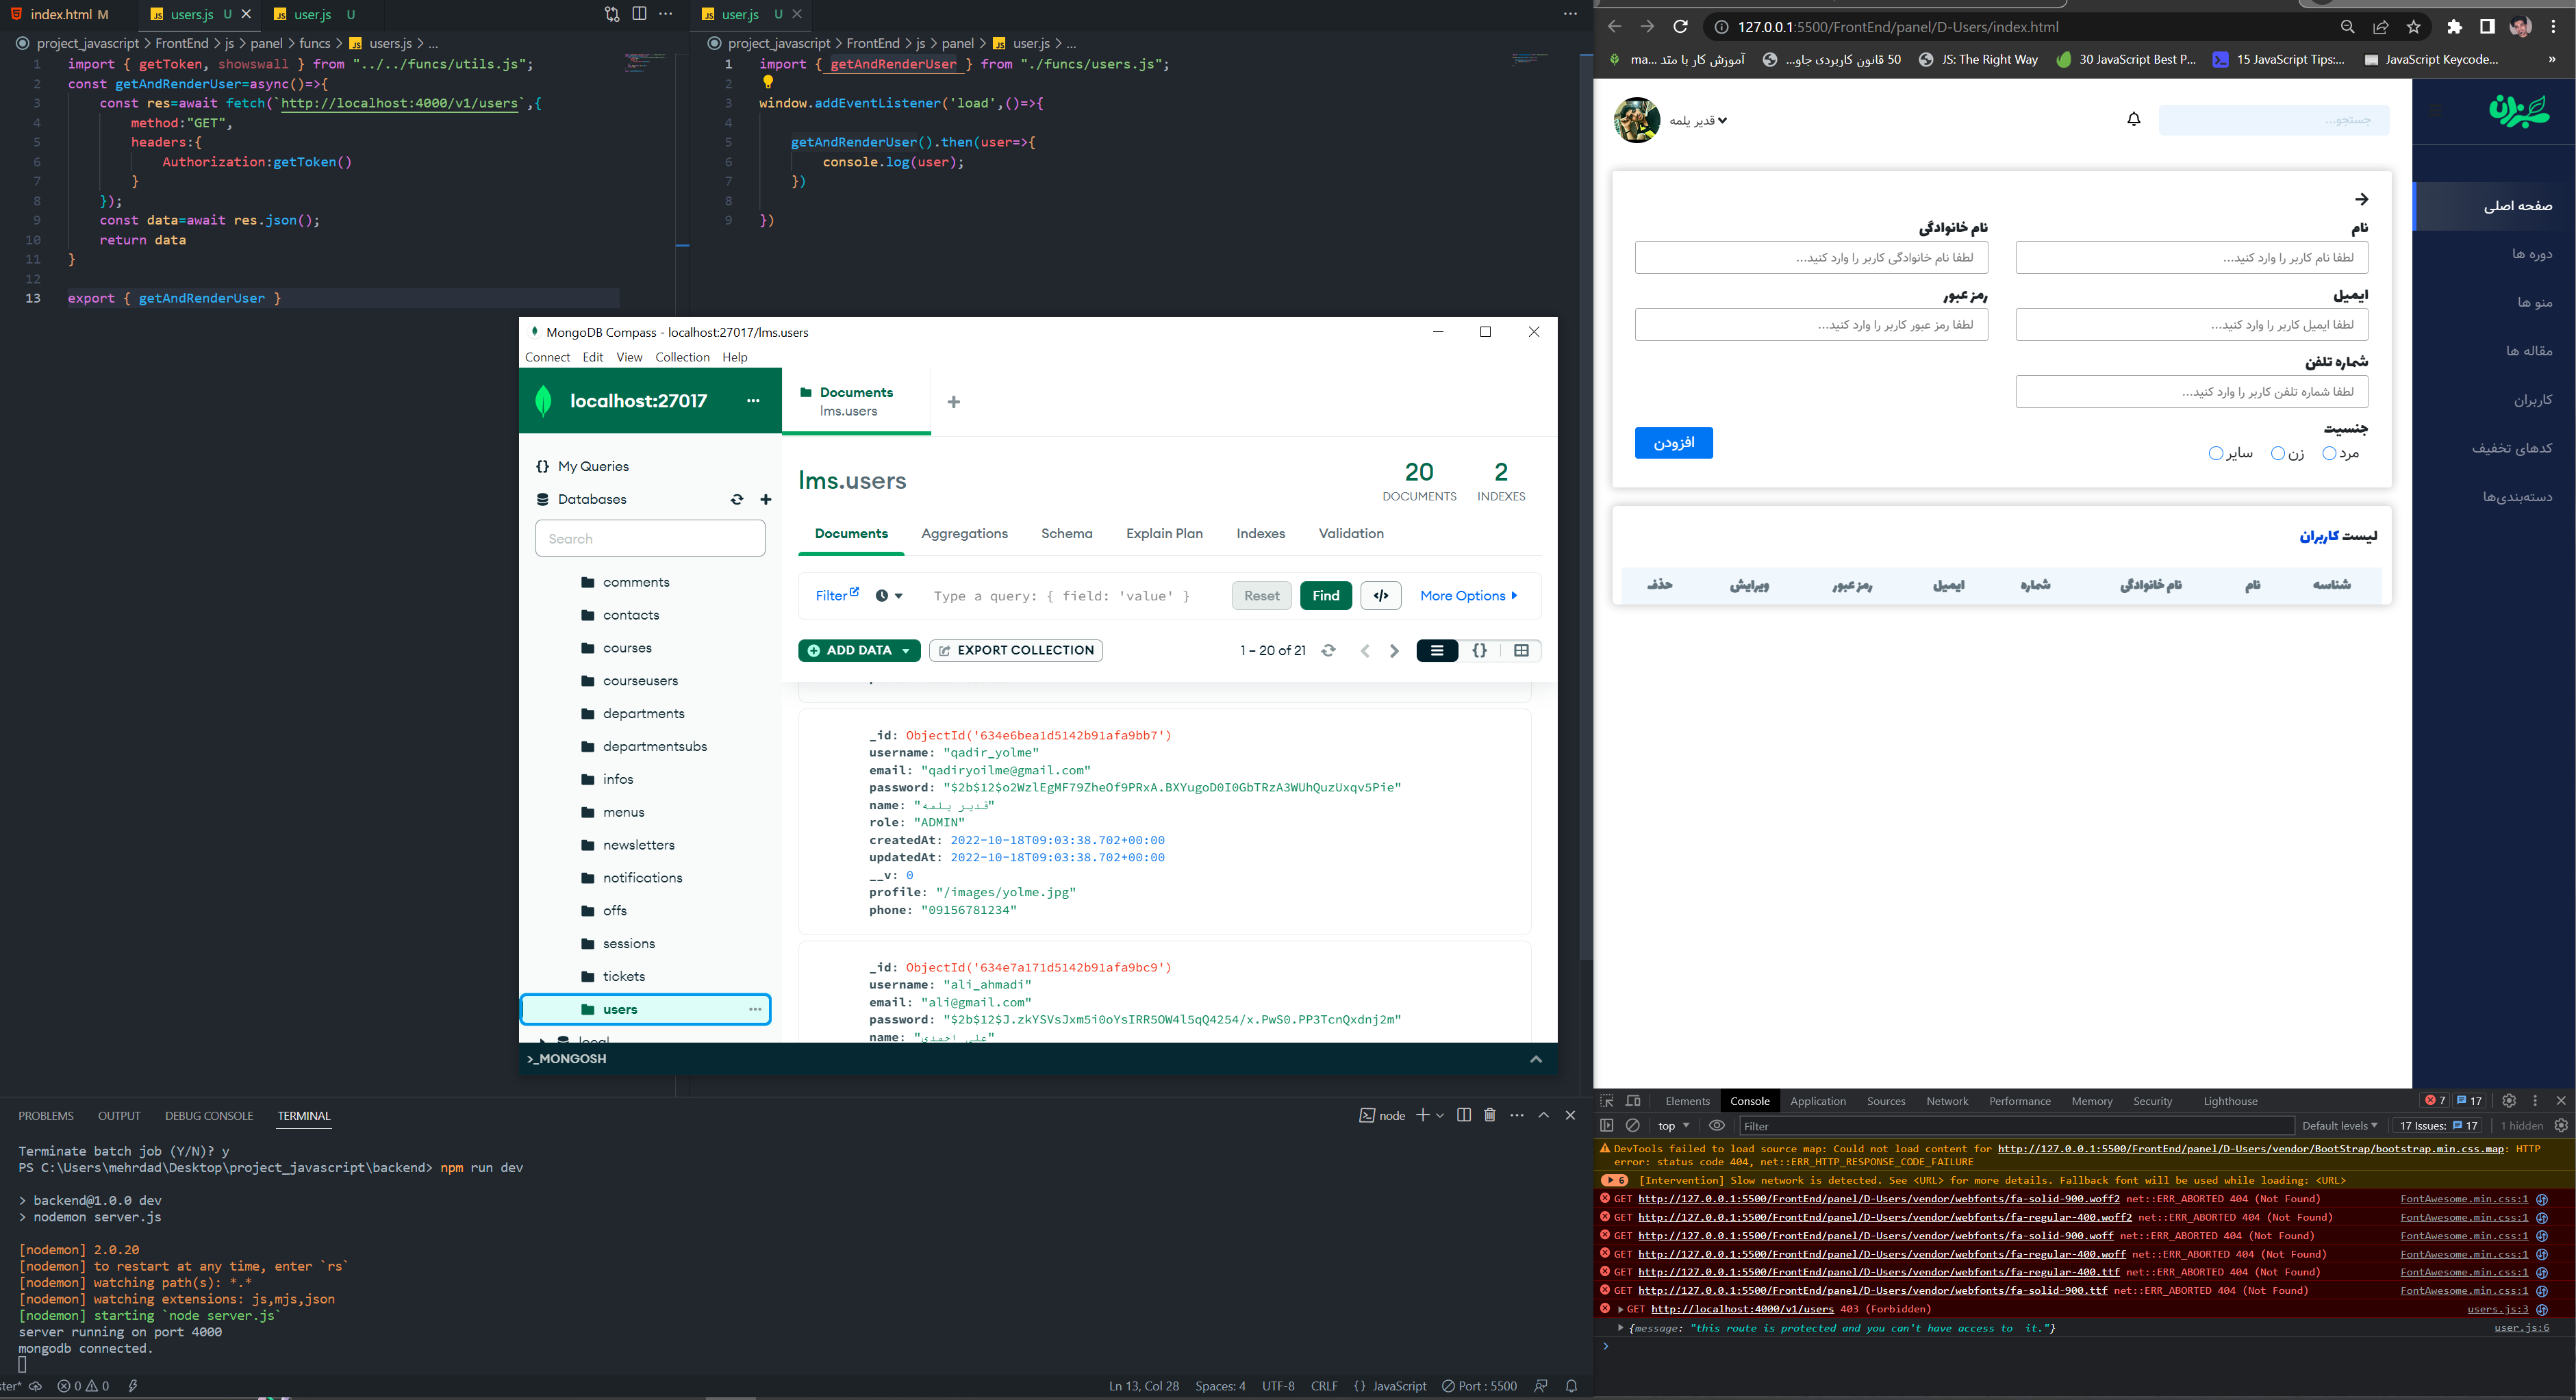 index.html M
users.js U
user.js U
project_javascript > FrontEnd > js > panel > funcs > users.js > ...
1 import { getToken, showswall } from "../../funcs/utils.js";
2 const getAndRenderUser=async()=>{
3 const res=await fetch(`http://localhost:4000/v1/users`,{
4 method:"GET",
5 headers:{
6 Authorization:getToken()
7 }
8 });
9 const data=await res.json();
10 return data
11 }
12
13 export { getAndRenderUser }
user.js U
project_javascript > FrontEnd > js > panel > user.js > ...
1 import { getAndRenderUser } from "./funcs/users.js";
2
3 window.addEventListener('load',()=>{
4
5 getAndRenderUser().then(user=>{
6 console.log(user);
7 })
8
9 })
MongoDB Compass - localhost:27017/lms.users
Connect Edit View Collection Help
localhost:27017 ...
Documents
lms.users
My Queries
Databases
Search
comments
contacts
courses
courseusers
departments
departmentsubs
infos
menus
newsletters
notifications
offs
sessions
tickets
users
local
lms.users
20
DOCUMENTS
2
INDEXES
Documents Aggregations Schema Explain Plan Indexes Validation
Filter Type a query: { field: 'value' } Reset Find </> More Options
ADD DATA EXPORT COLLECTION 1 – 20 of 21
_id: ObjectId('634e6bea1d5142b91afa9bb7')
username: "qadir_yolme"
email: "qadiryoilme@gmail.com"
password: "$2b$12$o2WzlEgMF79ZheOf9PRxA.BXYugoD0I0GbTRzA3WUhQuzUxqv5Pie"
name: "قدیر یلمه"
role: "ADMIN"
createdAt: 2022-10-18T09:03:38.702+00:00
updatedAt: 2022-10-18T09:03:38.702+00:00
__v: 0
profile: "/images/yolme.jpg"
phone: "09156781234"
_id: ObjectId('634e7a171d5142b91afa9bc9')
username: "ali_ahmadi"
email: "ali@gmail.com"
password: "$2b$12$J.zkYSVsJxm5i0oYsIRR5OW4l5qQ4254/x.PwS0.PP3TcnQxdnj2m"
name: "علی احمدی"
>_MONGOSH
PROBLEMS OUTPUT DEBUG CONSOLE TERMINAL
node
Terminate batch job (Y/N)? y
PS C:\Users\mehrdad\Desktop\project_javascript\backend> npm run dev
> backend@1.0.0 dev
> nodemon server.js
[nodemon] 2.0.20
[nodemon] to restart at any time, enter `rs`
[nodemon] watching path(s): *.*
[nodemon] watching extensions: js,mjs,json
[nodemon] starting `node server.js`
server running on port 4000
mongodb connected.
ter* 0 0
Ln 13, Col 28 Spaces: 4 UTF-8 CRLF {} JavaScript Port : 5500
127.0.0.1:5500/FrontEnd/panel/D-Users/index.html
ma... آموزش کار با متد
50 قانون کاربردی جاو...
JS: The Right Way
30 JavaScript Best P...
15 JavaScript Tips:...
JavaScript Keycode...
»
سبزلرن
قدیر یلمه
جستجو...
صفحه اصلی
دوره ها
منو ها
مقاله ها
کاربران
کدهای تخفیف
دسته‌بندی‌ها
نام
لطفا نام کاربر را وارد کنید...
نام خانوادگی
لطفا نام خانوادگی کاربر را وارد کنید...
ایمیل
لطفا ایمیل کاربر را وارد کنید...
رمز عبور
لطفا رمز عبور کاربر را وارد کنید...
شماره تلفن
لطفا شماره تلفن کاربر را وارد کنید...
جنسیت
مرد زن سایر
افزودن
لیست کاربران
شناسه نام نام خانوادگی شماره ایمیل رمز عبور ویرایش حذف
Elements Console Application Sources Network Performance Memory Security Lighthouse 7 17
top Filter Default levels 17 Issues: 17 1 hidden
DevTools failed to load source map: Could not load content for http://127.0.0.1:5500/FrontEnd/panel/D-Users/vendor/BootStrap/bootstrap.min.css.map: HTTP
error: status code 404, net::ERR_HTTP_RESPONSE_CODE_FAILURE
6 [Intervention] Slow network is detected. See <URL> for more details. Fallback font will be used while loading: <URL>
GET http://127.0.0.1:5500/FrontEnd/panel/D-Users/vendor/webfonts/fa-solid-900.woff2 net::ERR_ABORTED 404 (Not Found) FontAwesome.min.css:1
GET http://127.0.0.1:5500/FrontEnd/panel/D-Users/vendor/webfonts/fa-regular-400.woff2 net::ERR_ABORTED 404 (Not Found) FontAwesome.min.css:1
GET http://127.0.0.1:5500/FrontEnd/panel/D-Users/vendor/webfonts/fa-solid-900.woff net::ERR_ABORTED 404 (Not Found) FontAwesome.min.css:1
GET http://127.0.0.1:5500/FrontEnd/panel/D-Users/vendor/webfonts/fa-regular-400.woff net::ERR_ABORTED 404 (Not Found) FontAwesome.min.css:1
GET http://127.0.0.1:5500/FrontEnd/panel/D-Users/vendor/webfonts/fa-regular-400.ttf net::ERR_ABORTED 404 (Not Found) FontAwesome.min.css:1
GET http://127.0.0.1:5500/FrontEnd/panel/D-Users/vendor/webfonts/fa-solid-900.ttf net::ERR_ABORTED 404 (Not Found) FontAwesome.min.css:1
GET http://localhost:4000/v1/users 403 (Forbidden) users.js:3
{message: "this route is protected and you can't have access to  it."} user.js:6